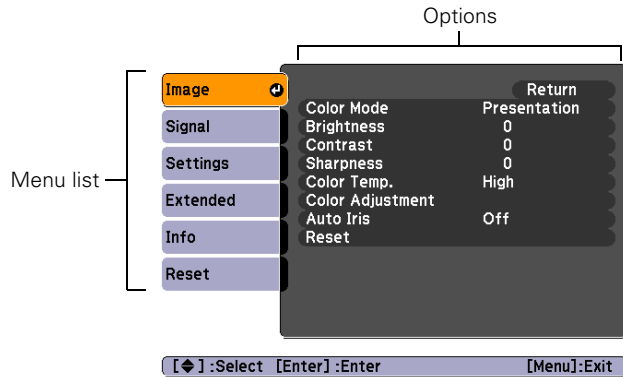 Options
Menu list
Image
Signal
Settings
Extended
Info
Reset
Return
Color Mode Presentation
Brightness 0
Contrast 0
Sharpness 0
Color Temp. High
Color Adjustment
Auto Iris Off
Reset
[◆] :Select [Enter] :Enter [Menu]:Exit